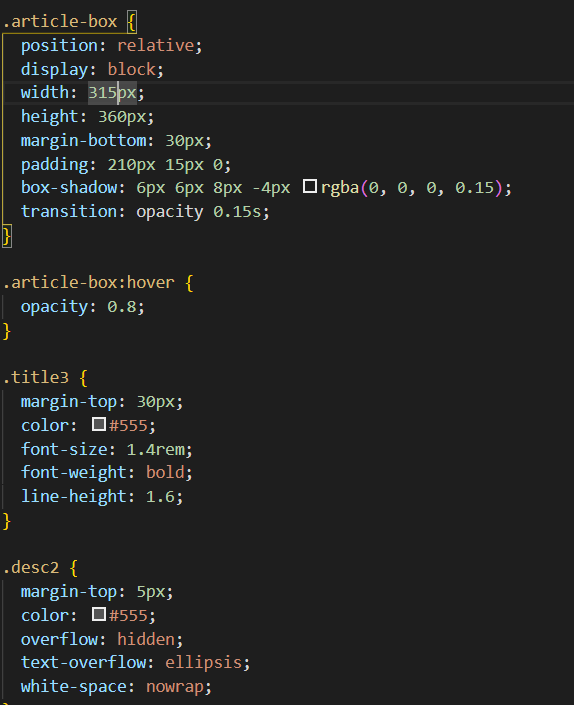 .article-box {
  position: relative;
  display: block;
  width: 315px;
  height: 360px;
  margin-bottom: 30px;
  padding: 210px 15px 0;
  box-shadow: 6px 6px 8px -4px rgba(0, 0, 0, 0.15);
  transition: opacity 0.15s;
}

.article-box:hover {
  opacity: 0.8;
}

.title3 {
  margin-top: 30px;
  color: #555;
  font-size: 1.4rem;
  font-weight: bold;
  line-height: 1.6;
}

.desc2 {
  margin-top: 5px;
  color: #555;
  overflow: hidden;
  text-overflow: ellipsis;
  white-space: nowrap;
}